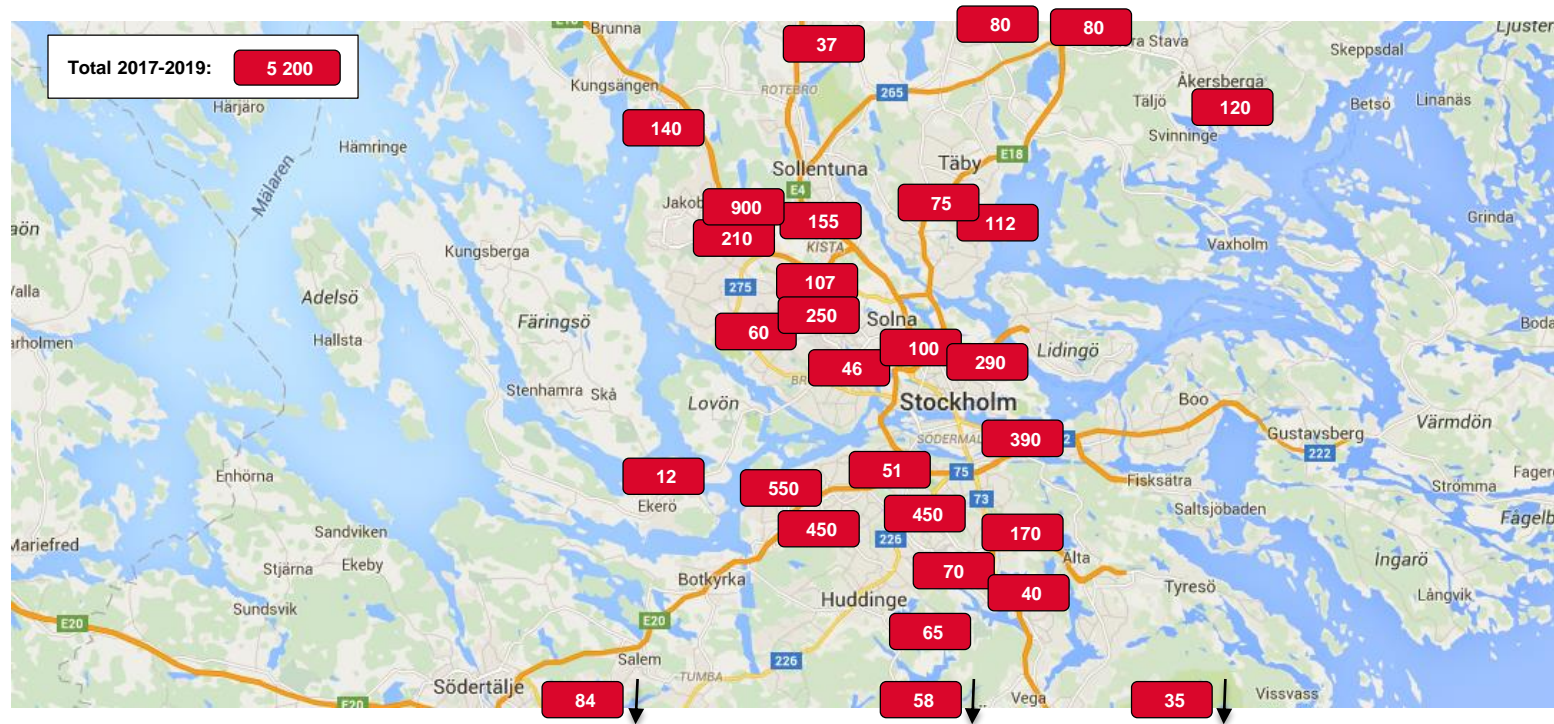 Brunna
37
80
80
ra Stava
Ljuster
Skeppsdal
Total 2017-2019: 5 200
Kungsängen
ROTEBRO
265
Åkersberga
Täljö
120
Betsö
Linanäs
Härjarö
140
Hämringe
Svinninge
Sollentuna
Täby
E18
Mälaren
E4
Jakob
900
155
75
112
Grinda
210
KISTA
Vaxholm
Kungsberga
107
275
Adelsö
Färingsö
250
Solna
60
Boda
Hallsta
100
290
Lidingö
46
Stenhamra
Skå
Lovön
Stockholm
Boo
Värmdön
SÖDERMAL
390
2
Gustavsberg
222
Enhörna
12
550
51
75
Fisksätra
Strömma
Ekerö
73
Saltsjöbaden
Sandviken
450
450
226
170
Mariefred
Ingarö
Stjärna
Ekeby
Botkyrka
70
Tyresö
Huddinge
40
Långvik
Sundsvik
E20
E20
65
Salem
TUMBA
226
Södertälje
E20
84
58
Vega
35
Vissvass